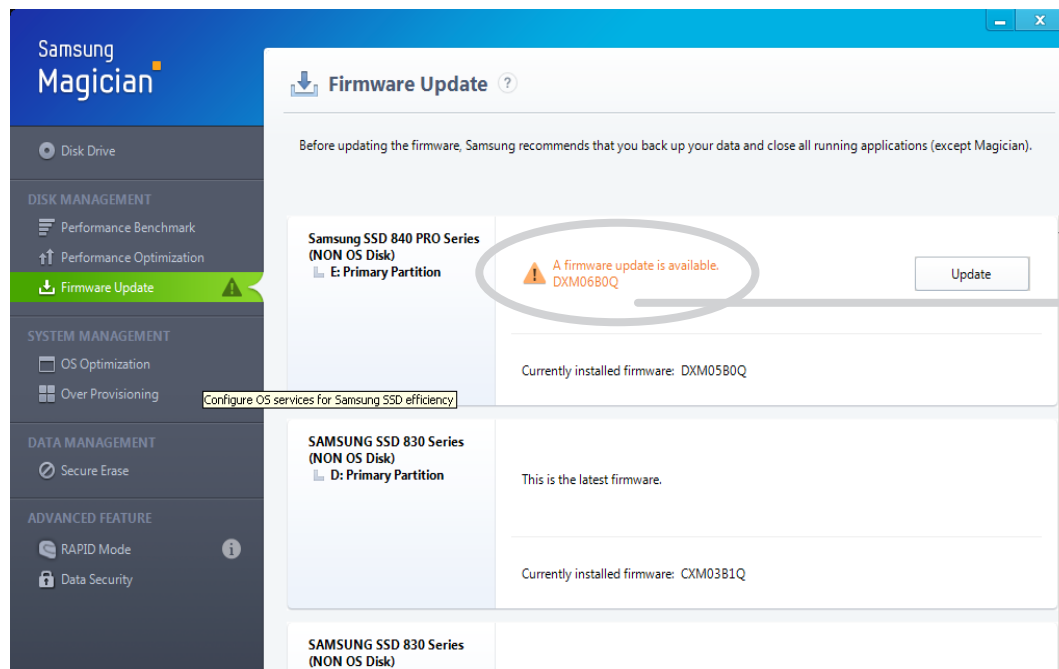 Samsung
Magician
Firmware Update ?
Before updating the firmware, Samsung recommends that you back up your data and close all running applications (except Magician).
Disk Drive
DISK MANAGEMENT
Performance Benchmark
Performance Optimization
Firmware Update
SYSTEM MANAGEMENT
OS Optimization
Over Provisioning
Configure OS services for Samsung SSD efficiency
DATA MANAGEMENT
Secure Erase
ADVANCED FEATURE
RAPID Mode
Data Security
Samsung SSD 840 PRO Series
(NON OS Disk)
E: Primary Partition
A firmware update is available.
DXM06B0Q
Update
Currently installed firmware: DXM05B0Q
SAMSUNG SSD 830 Series
(NON OS Disk)
D: Primary Partition
This is the latest firmware.
Currently installed firmware: CXM03B1Q
SAMSUNG SSD 830 Series
(NON OS Disk)